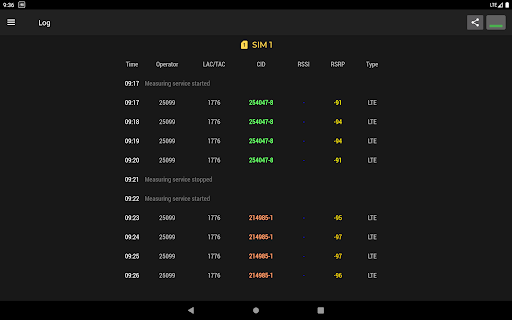 9:36 LTE
Log
1 SIM 1
Time Operator LAC/TAC CID RSSI RSRP Type
09:17 Measuring service started
09:17 25099 1776 254047-8 -91 LTE
09:18 25099 1776 254047-8 -94 LTE
09:19 25099 1776 254047-8 -94 LTE
09:20 25099 1776 254047-8 -91 LTE
09:21 Measuring service stopped
09:22 Measuring service started
09:23 25099 1776 214985-1 -95 LTE
09:24 25099 1776 214985-1 -97 LTE
09:25 25099 1776 214985-1 -97 LTE
09:26 25099 1776 214985-1 -96 LTE